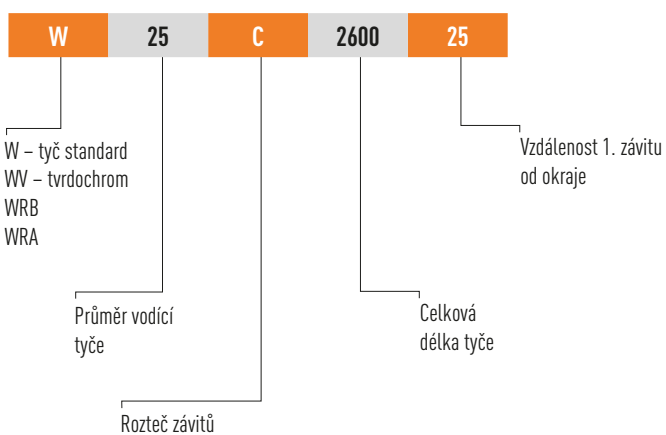 W 25 C 2600 25
W – tyč standard
WV – tvrdochrom
WRB
WRA
Vzdálenost 1. závitu
od okraje
Průměr vodící
tyče
Celková
délka tyče
Rozteč závitů